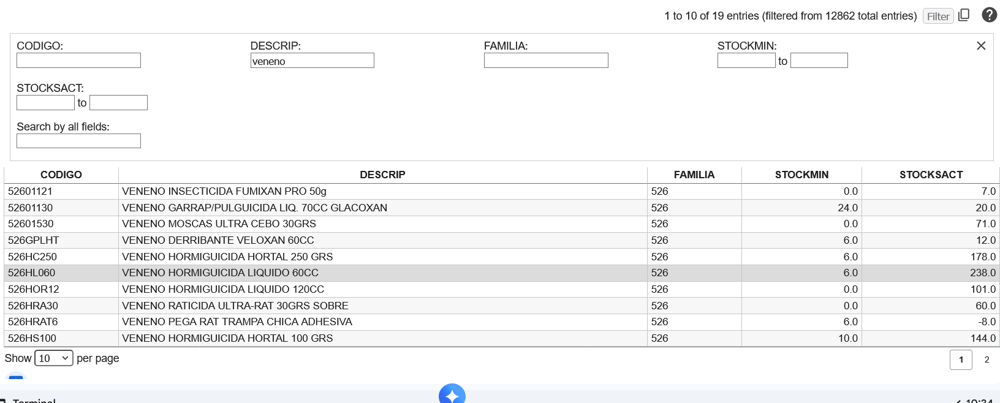 1 to 10 of 19 entries (filtered from 12862 total entries) Filter
CODIGO: DESCRIP: FAMILIA: STOCKMIN:
veneno to
STOCKSACT:
to
Search by all fields:
CODIGO DESCRIP FAMILIA STOCKMIN STOCKSACT
52601121 VENENO INSECTICIDA FUMIXAN PRO 50g 526 0.0 7.0
52601130 VENENO GARRAP/PULGUICIDA LIQ. 70CC GLACOXAN 526 24.0 20.0
52601530 VENENO MOSCAS ULTRA CEBO 30GRS 526 0.0 71.0
526GPLHT VENENO DERRIBANTE VELOXAN 60CC 526 6.0 12.0
526HC250 VENENO HORMIGUICIDA HORTAL 250 GRS 526 6.0 178.0
526HL060 VENENO HORMIGUICIDA LIQUIDO 60CC 526 6.0 238.0
526HOR12 VENENO HORMIGUICIDA LIQUIDO 120CC 526 0.0 101.0
526HRA30 VENENO RATICIDA ULTRA-RAT 30GRS SOBRE 526 0.0 60.0
526HRAT6 VENENO PEGA RAT TRAMPA CHICA ADHESIVA 526 6.0 -8.0
526HS100 VENENO HORMIGUICIDA HORTAL 100 GRS 526 10.0 144.0
Show 10 per page 1 2
Terminal